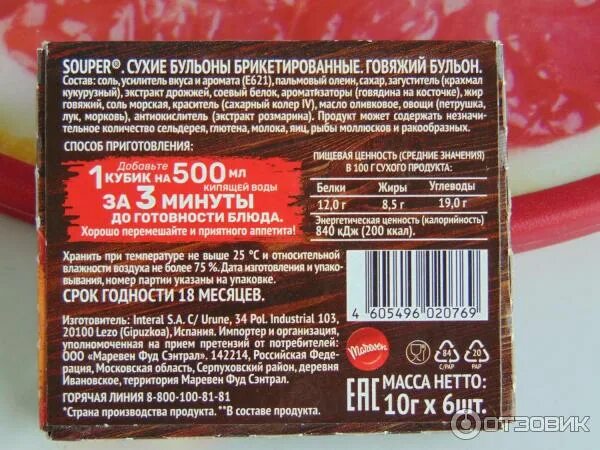 SOUPER®. СУХИЕ БУЛЬОНЫ БРИКЕТИРОВАННЫЕ. ГОВЯЖИЙ БУЛЬОН.
Состав: соль, усилитель вкуса и аромата (Е621), пальмовый олеин, сахар, загуститель (крахмал
кукурузный), экстракт дрожжей, соевый белок, ароматизаторы (говядина на косточке), жир
говяжий, соль морская, краситель (сахарный колер IV), масло оливковое, овощи (петрушка,
лук, морковь), антиокислитель (экстракт розмарина). Продукт может содержать незначи-
тельное количество сельдерея, глютена, молока, яиц, рыбы моллюсков и ракообразных.
СПОСОБ ПРИГОТОВЛЕНИЯ:
Добавьте
1 КУБИК НА 500 МЛ
КИПЯЩЕЙ ВОДЫ
ЗА 3 МИНУТЫ
ДО ГОТОВНОСТИ БЛЮДА.
Хорошо перемешайте и приятного аппетита!
ПИЩЕВАЯ ЦЕННОСТЬ (СРЕДНИЕ ЗНАЧЕНИЯ)
В 100 Г СУХОГО ПРОДУКТА:
Белки Жиры Углеводы
12,0 г 8,5 г 19,0 г
Энергетическая ценность (калорийность)
840 кДж (200 ккал).
Хранить при температуре не выше 25 °С и относительной
влажности воздуха не более 75 %. Дата изготовления и упако-
вывания, номер партии указаны на упаковке.
СРОК ГОДНОСТИ 18 МЕСЯЦЕВ.
4 605496 020769
Изготовитель: Interal S.A. C/ Urune, 34 Pol. Industrial 103,
20100 Lezo (Gipuzkoa), Испания. Импортер и организация,
уполномоченная на прием претензий от потребителей:
ООО «Маревен Фуд Сэнтрал». 142214, Российская Феде-
рация, Московская область, Серпуховский район, деревня
Ивановское, территория Маревен Фуд Сэнтрал.
ГОРЯЧАЯ ЛИНИЯ 8-800-100-81-81
*Страна производства продукта. **В составе продукта.
Mareven
84
C/PAP
20
PAP
EAC МАССА НЕТТО:
10г х 6шт.
ОТЗОВИК